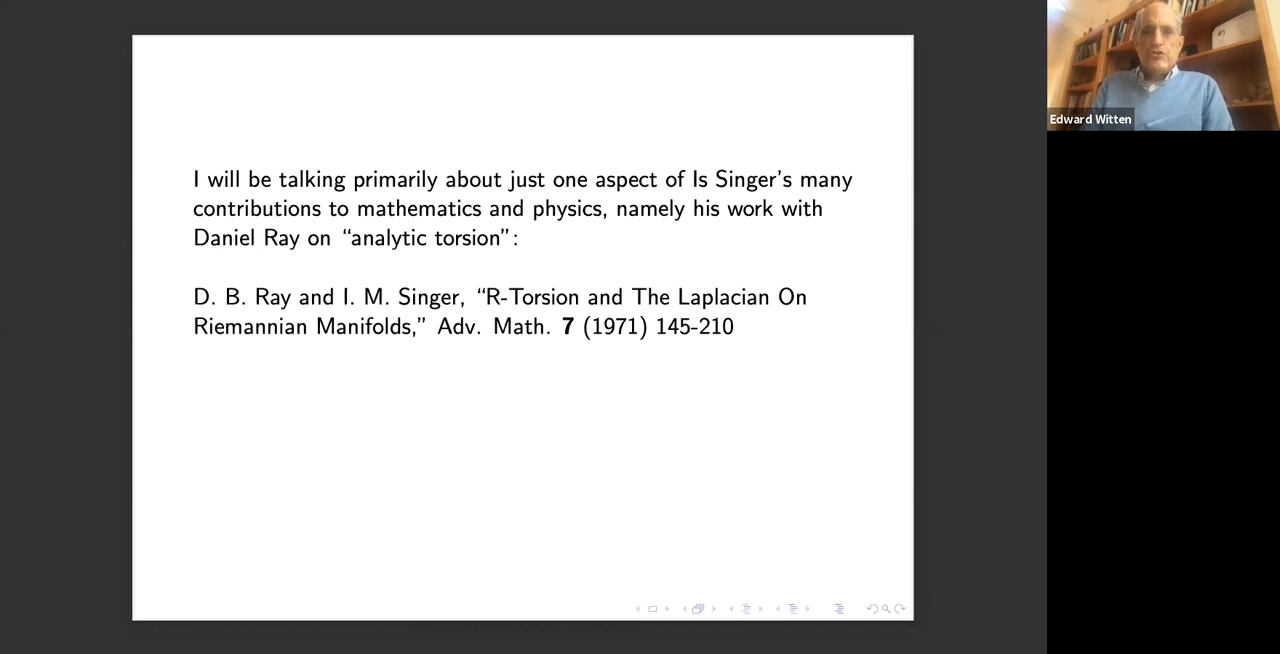 I will be talking primarily about just one aspect of Is Singer's many
contributions to mathematics and physics, namely his work with
Daniel Ray on “analytic torsion”:
D. B. Ray and I. M. Singer, “R-Torsion and The Laplacian On
Riemannian Manifolds,” Adv. Math. 7 (1971) 145-210
Edward Witten